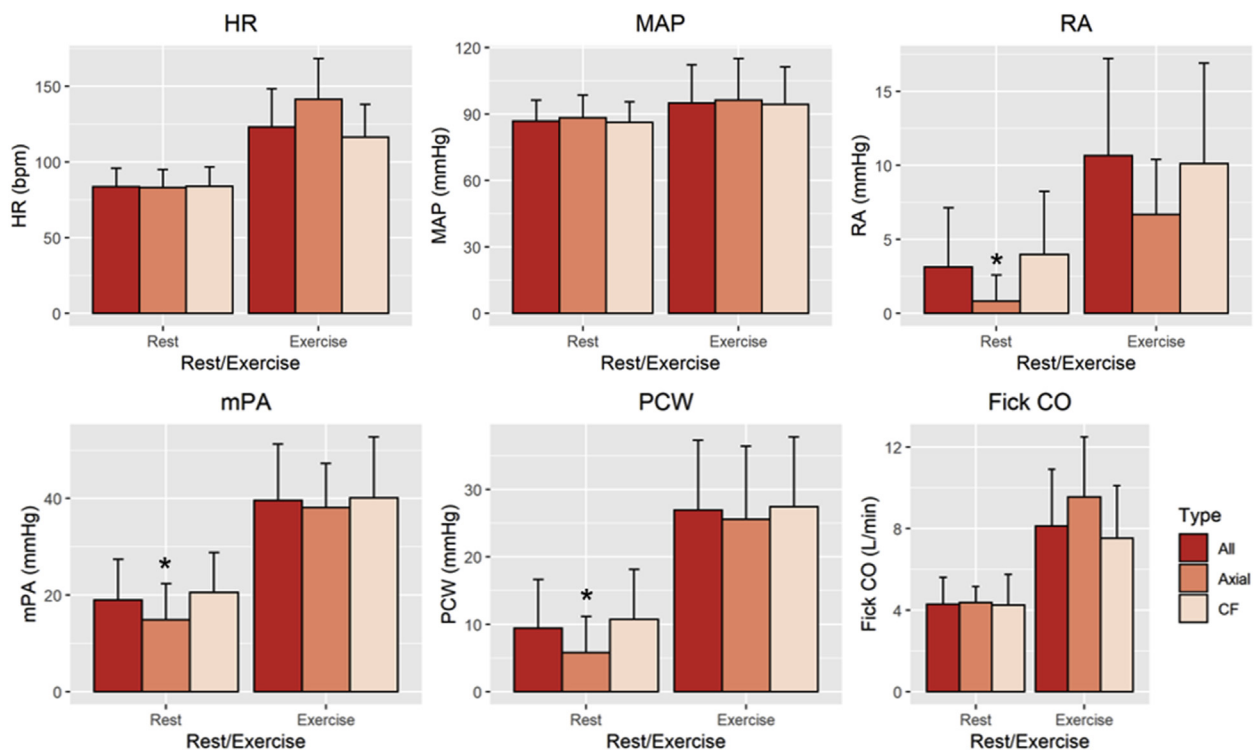 HR
HR (bpm)
150
100
50
0
Rest
Exercise
Rest/Exercise
MAP
MAP (mmHg)
120
90
60
30
0
Rest
Exercise
Rest/Exercise
RA
RA (mmHg)
15
10
5
0
*
Rest
Exercise
Rest/Exercise
mPA
mPA (mmHg)
40
20
0
*
Rest
Exercise
Rest/Exercise
PCW
PCW (mmHg)
30
20
10
0
*
Rest
Exercise
Rest/Exercise
Fick CO
Fick CO (L/min)
12
8
4
0
Rest
Exercise
Rest/Exercise
Type
All
Axial
CF